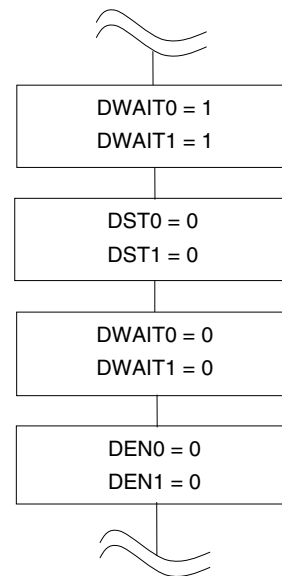 DWAIT0 = 1
DWAIT1 = 1
DST0 = 0
DST1 = 0
DWAIT0 = 0
DWAIT1 = 0
DEN0 = 0
DEN1 = 0